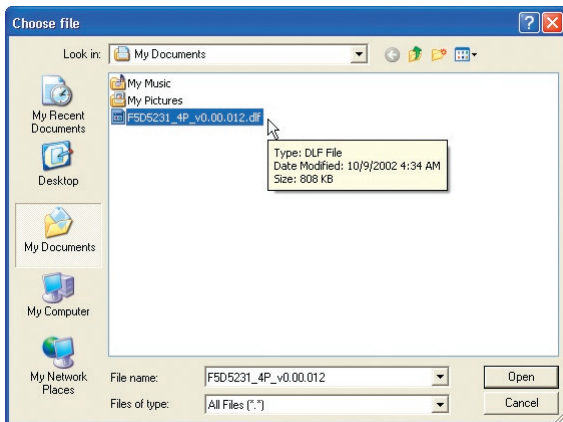 Choose file
Look in:
My Documents
My Recent
Documents
Desktop
My Documents
My Computer
My Network
Places
My Music
My Pictures
F5D5231_4P_v0.00.012.dlf
Type: DLF File
Date Modified: 10/9/2002 4:34 AM
Size: 808 KB
File name:
F5D5231_4P_v0.00.012
Open
Files of type:
All Files (*.*)
Cancel